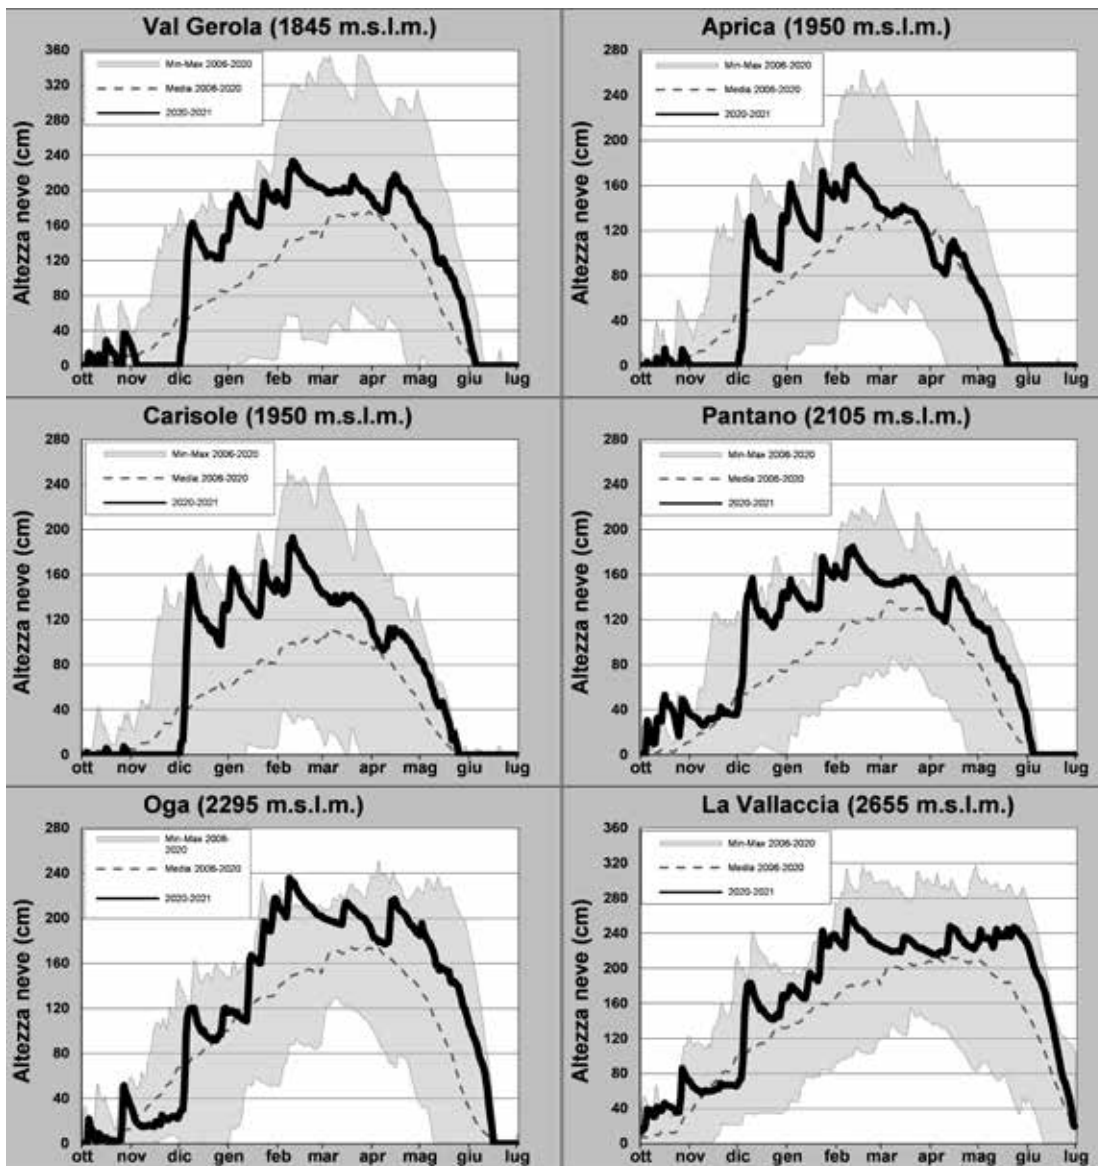 Val Gerola (1845 m.s.l.m.)
Altezza neve (cm)
360
320
280
240
200
160
120
80
40
0
Min-Max 2006-2020
Media 2006-2020
2020-2021
ott nov dic gen feb mar apr mag giu lug
Aprica (1950 m.s.l.m.)
Altezza neve (cm)
280
240
200
160
120
80
40
0
Min-Max 2006-2020
Media 2006-2020
2020-2021
ott nov dic gen feb mar apr mag giu lug
Carisole (1950 m.s.l.m.)
Altezza neve (cm)
280
240
200
160
120
80
40
0
Min-Max 2006-2020
Media 2006-2020
2020-2021
ott nov dic gen feb mar apr mag giu lug
Pantano (2105 m.s.l.m.)
Altezza neve (cm)
280
240
200
160
120
80
40
0
Min-Max 2006-2020
Media 2006-2020
2020-2021
ott nov dic gen feb mar apr mag giu lug
Oga (2295 m.s.l.m.)
Altezza neve (cm)
280
240
200
160
120
80
40
0
Min-Max 2006-
2020
Media 2006-2020
2020-2021
ott nov dic gen feb mar apr mag giu lug
La Vallaccia (2655 m.s.l.m.)
Altezza neve (cm)
360
320
280
240
200
160
120
80
40
0
Min-Max 2006-2020
Media 2006-2020
2020-2021
ott nov dic gen feb mar apr mag giu lug